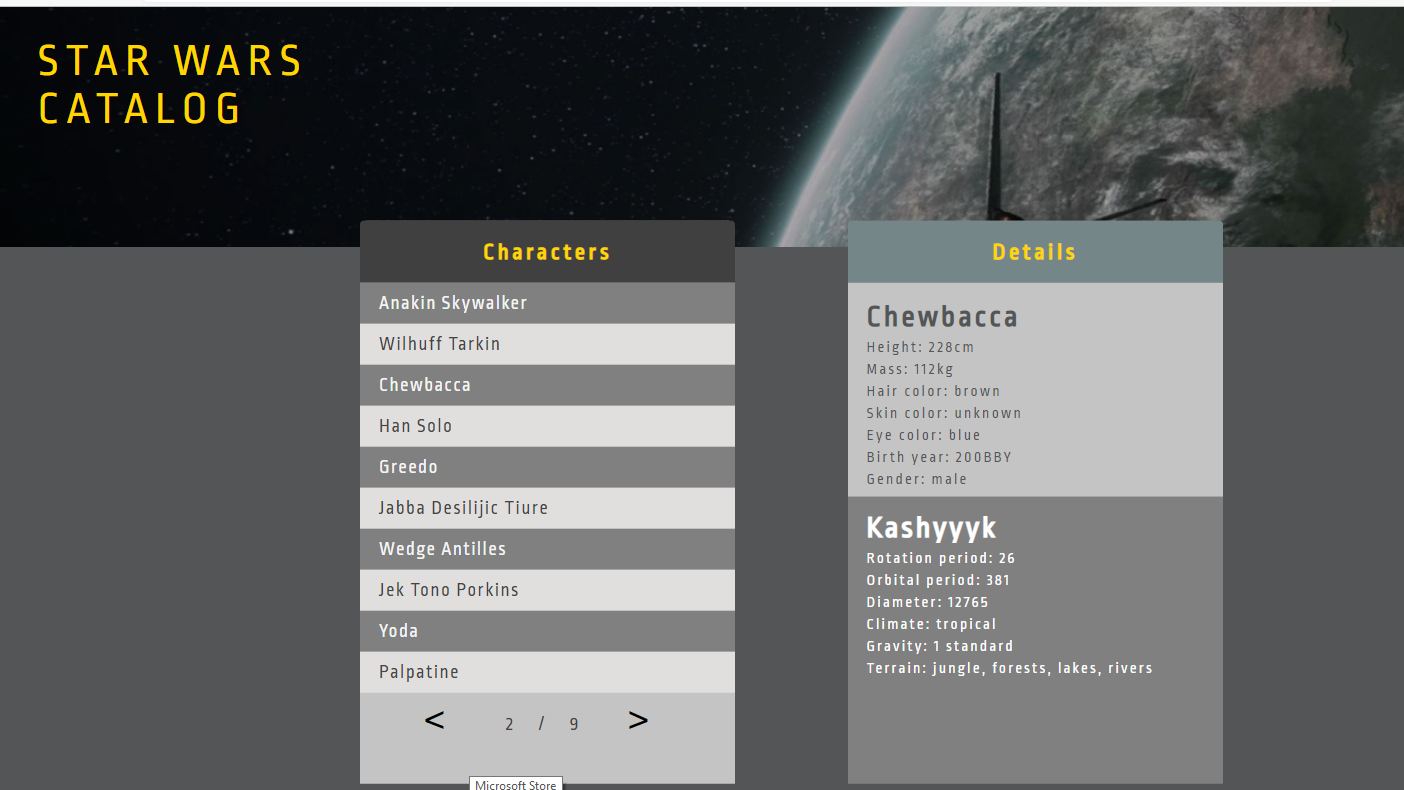 STAR WARS
CATALOG
Characters
Anakin Skywalker
Wilhuff Tarkin
Chewbacca
Han Solo
Greedo
Jabba Desilijic Tiure
Wedge Antilles
Jek Tono Porkins
Yoda
Palpatine
< 2 / 9 >
Microsoft Store
Details
Chewbacca
Height: 228cm
Mass: 112kg
Hair color: brown
Skin color: unknown
Eye color: blue
Birth year: 200BBY
Gender: male
Kashyyyk
Rotation period: 26
Orbital period: 381
Diameter: 12765
Climate: tropical
Gravity: 1 standard
Terrain: jungle, forests, lakes, rivers